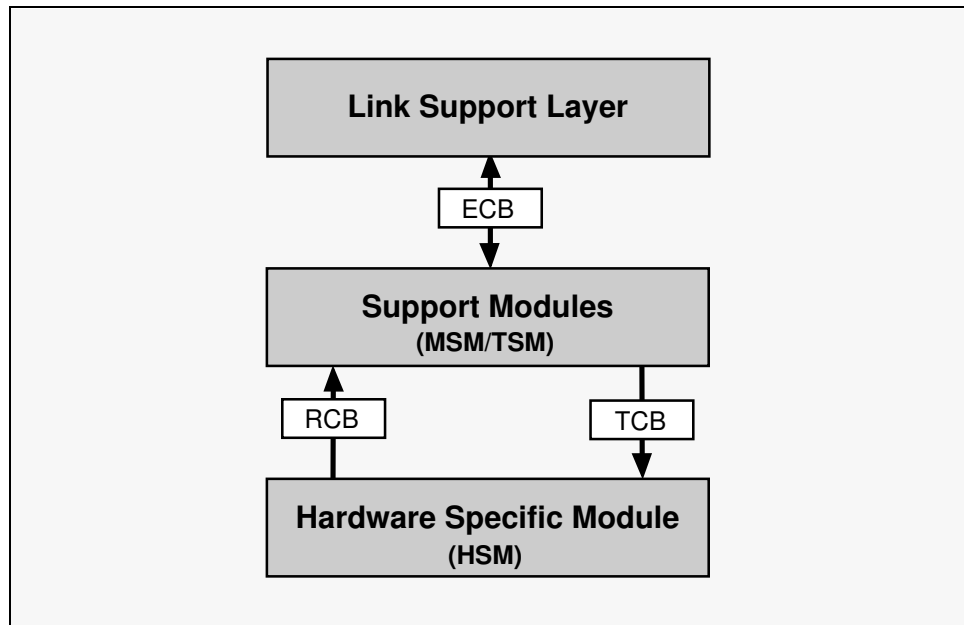 Link Support Layer
ECB
Support Modules
(MSM/TSM)
RCB
TCB
Hardware Specific Module
(HSM)